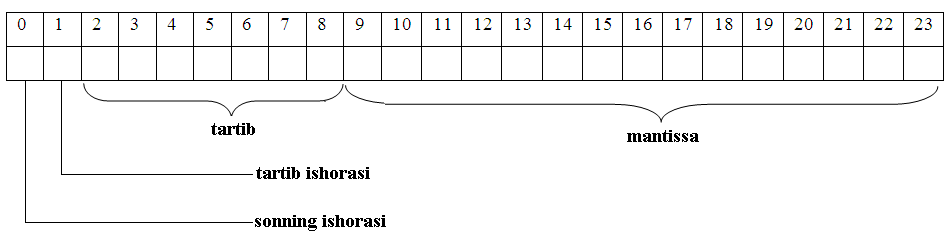 0 1 2 3 4 5 6 7 8 9 10 11 12 13 14 15 16 17 18 19 20 21 22 23
tartib
mantissa
tartib ishorasi
sonning ishorasi